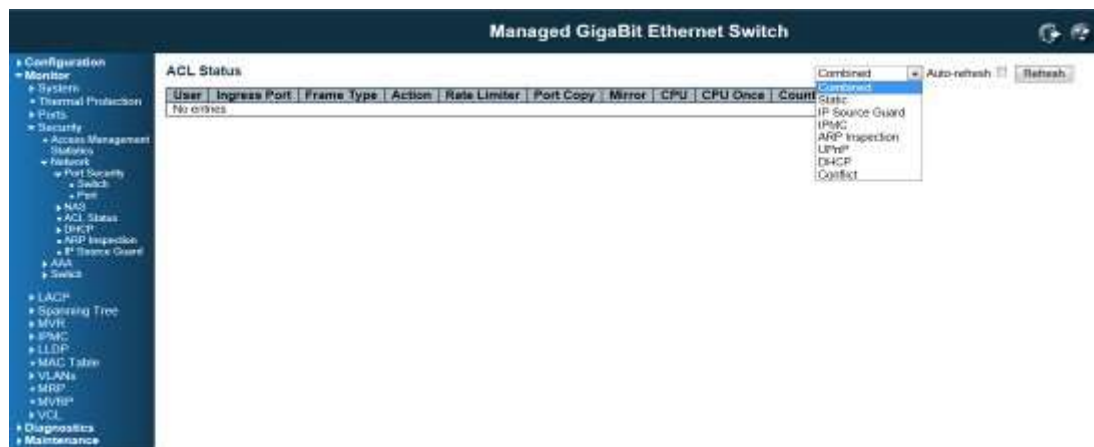 Managed GigaBit Ethernet Switch
Configuration
Monitor
System
Thermal Protection
Ports
Security
Access Management
Statistics
Network
Port Security
Switch
Port
NAS
ACL Status
DHCP
ARP Inspection
IP Source Guard
AAA
Switch
LACP
Spanning Tree
MVR
IPMC
LLDP
MAC Table
VLANs
MRP
MVRP
VCL
Diagnostics
Maintenance
ACL Status
Combined Auto-refresh Refresh
User Ingress Port Frame Type Action Rate Limiter Port Copy Mirror CPU CPU Once Count
No entries
Combined
Static
IP Source Guard
IPMC
ARP Inspection
UPnP
DHCP
Conflict